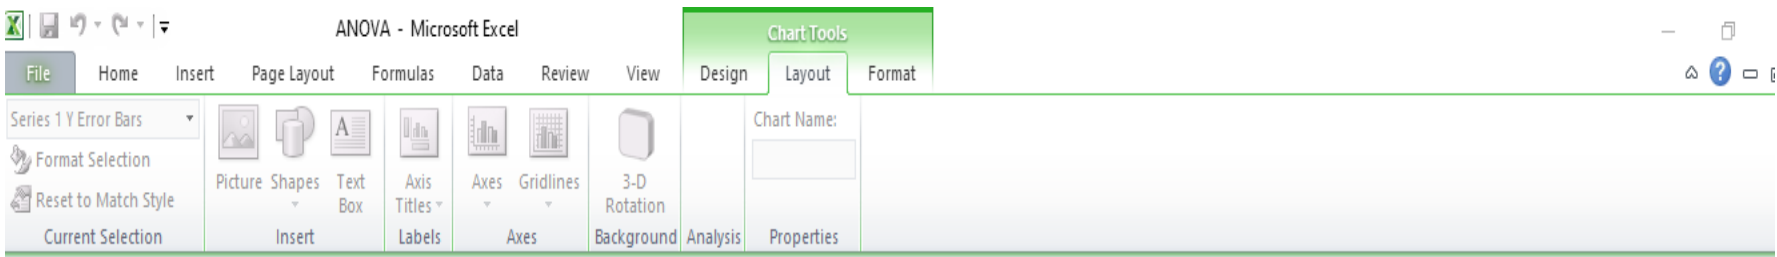 ANOVA - Microsoft Excel
Chart Tools
File Home Insert Page Layout Formulas Data Review View Design Layout Format
Series 1 Y Error Bars
Format Selection
Reset to Match Style
Current Selection
Picture Shapes Text Box
Insert
Axis Titles
Labels
Axes Gridlines
Axes
3-D Rotation
Background
Analysis
Chart Name:
Properties